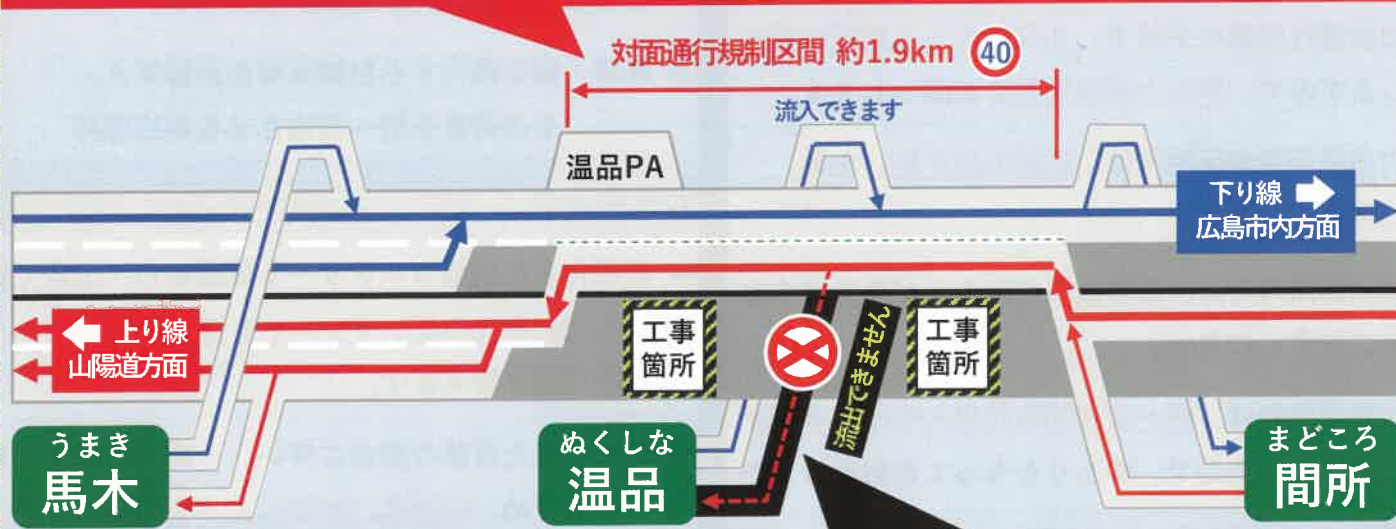 対面通行規制区間 約1.9km 40
流入できます
温品PA
下り線
広島市内方面
上り線
山陽道方面
工事
箇所
流出できません
工事
箇所
うまき
馬木
ぬくしな
温品
まどころ
間所